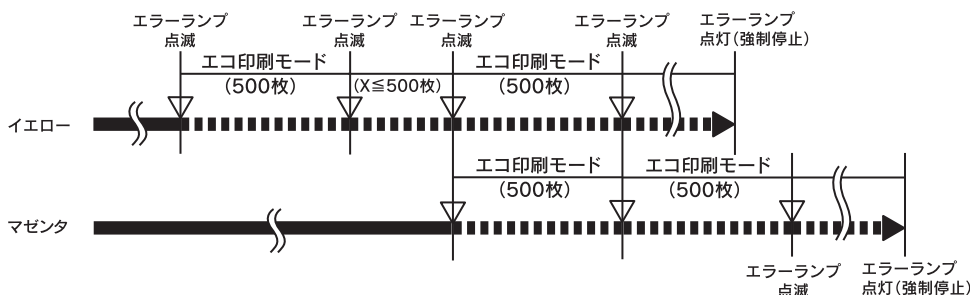 エラーランプ
点滅
エラーランプ
点滅
エラーランプ
点滅
エラーランプ
点滅
エラーランプ
点灯(強制停止)
エコ印刷モード
(500枚)
(X≦500枚)
エコ印刷モード
(500枚)
イエロー
エコ印刷モード
(500枚)
エコ印刷モード
(500枚)
マゼンタ
エラーランプ
点滅
エラーランプ
点灯(強制停止)